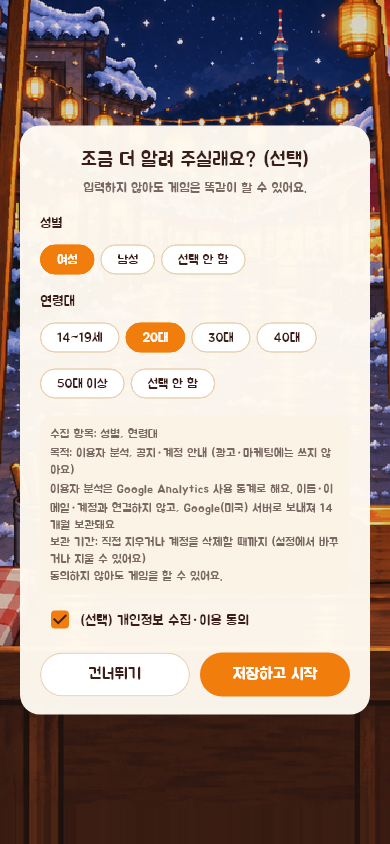 조금 더 알려 주실래요? (선택)
입력하지 않아도 게임은 똑같이 할 수 있어요.
성별
여성
남성
선택 안 함
연령대
14~19세
20대
30대
40대
50대 이상
선택 안 함
수집 항목: 성별, 연령대
목적: 이용자 분석, 공지·계정 안내 (광고·마케팅에는 쓰지 않
아요)
이용자 분석은 Google Analytics 사용 통계로 해요. 이름·이
메일·계정과 연결하지 않고, Google(미국) 서버로 보내져 14
개월 보관돼요
보관 기간: 직접 지우거나 계정을 삭제할 때까지 (설정에서 바꾸
거나 지울 수 있어요)
동의하지 않아도 게임을 할 수 있어요.
(선택) 개인정보 수집·이용 동의
건너뛰기
저장하고 시작